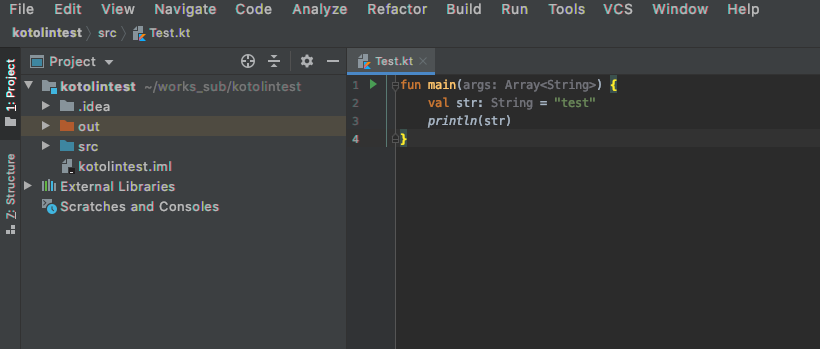 File Edit View Navigate Code Analyze Refactor Build Run Tools VCS Window Help
kotolintest src Test.kt
1: Project
7: Structure
Project
kotolintest ~/works_sub/kotolintest
.idea
out
src
kotolintest.iml
External Libraries
Scratches and Consoles
Test.kt
1 fun main(args: Array<String>) {
2 val str: String = "test"
3 println(str)
4 }